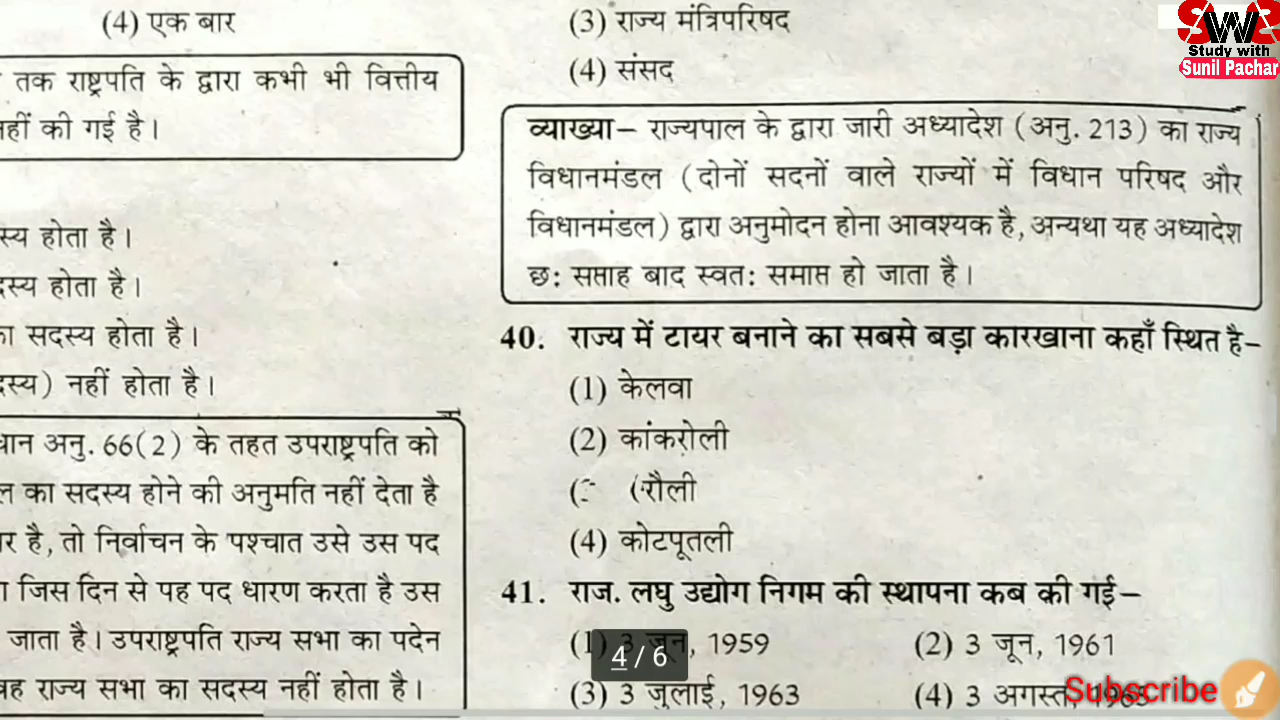 (4) एक बार
तक राष्ट्रपति के द्वारा कभी भी वित्तीय
नहीं की गई है।
स्य होता है।
दस्य होता है।
का सदस्य होता है।
दस्य) नहीं होता है।
अनु. 66(2) के तहत उपराष्ट्रपति को
का सदस्य होने की अनुमति नहीं देता है
है, तो निर्वाचन के पश्चात उसे उस पद
जिस दिन से पह पद धारण करता है उस
जाता है। उपराष्ट्रपति राज्य सभा का पदेन
वह राज्य सभा का सदस्य नहीं होता है।
(3) राज्य मंत्रिपरिषद
(4) संसद
व्याख्या– राज्यपाल के द्वारा जारी अध्यादेश (अनु. 213) का राज्य
विधानमंडल (दोनों सदनों वाले राज्यों में विधान परिषद और
विधानमंडल) द्वारा अनुमोदन होना आवश्यक है, अन्यथा यह अध्यादेश
छः सप्ताह बाद स्वतः समाप्त हो जाता है।
40. राज्य में टायर बनाने का सबसे बड़ा कारखाना कहाँ स्थित है–
(1) केलवा
(2) कांकरोली
रौली
(4) कोटपूतली
41. राज. लघु उद्योग निगम की स्थापना कब की गई–
(1) 3 जून, 1959 (2) 3 जून, 1961
(3) 3 जुलाई, 1963 (4) 3 अगस्त, 1965
4 / 6
SWS
Study with
Sunil Pachar
Subscribe